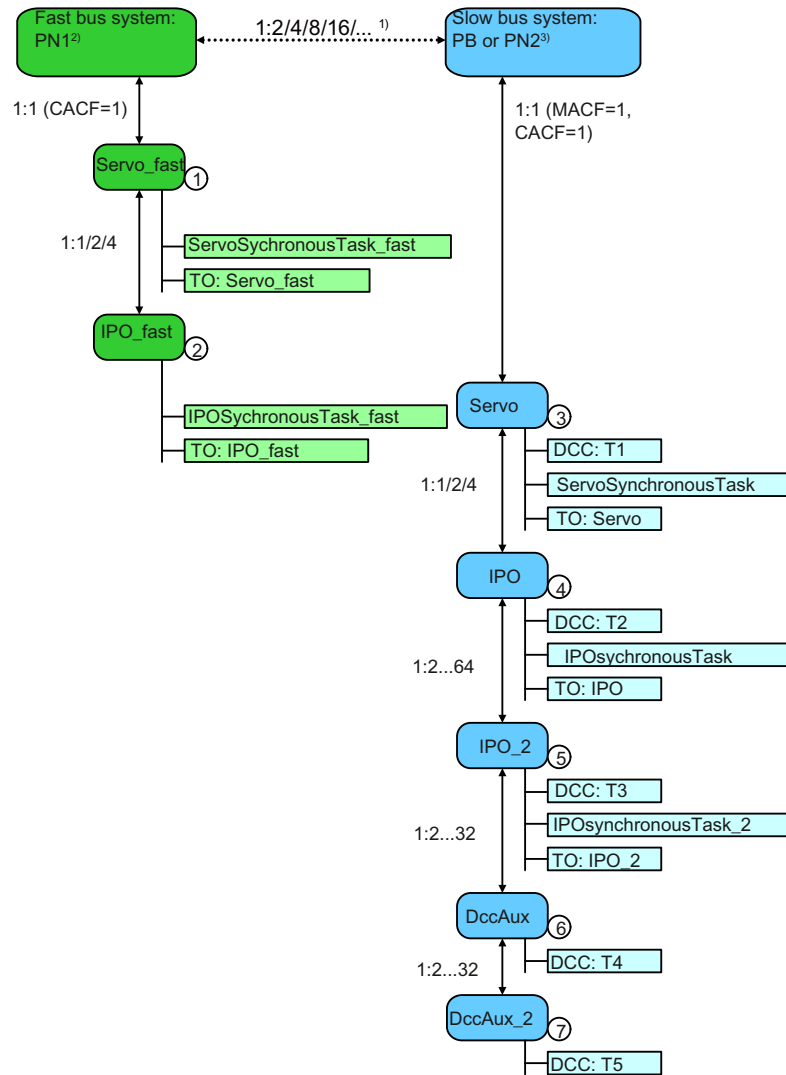 Fast bus system:
PN1²⁾
1:2/4/8/16/... ¹⁾
Slow bus system:
PB or PN2³⁾
1:1 (CACF=1)
1:1 (MACF=1,
CACF=1)
Servo_fast
1
1:1/2/4
ServoSychronousTask_fast
TO: Servo_fast
IPO_fast
2
IPOSychronousTask_fast
TO: IPO_fast
Servo
3
DCC: T1
1:1/2/4
ServoSynchronousTask
TO: Servo
IPO
4
DCC: T2
1:2...64
IPOsychronousTask
TO: IPO
IPO_2
5
DCC: T3
1:2...32
IPOsynchronousTask_2
TO: IPO_2
DccAux
6
1:2...32
DCC: T4
DccAux_2
7
DCC: T5